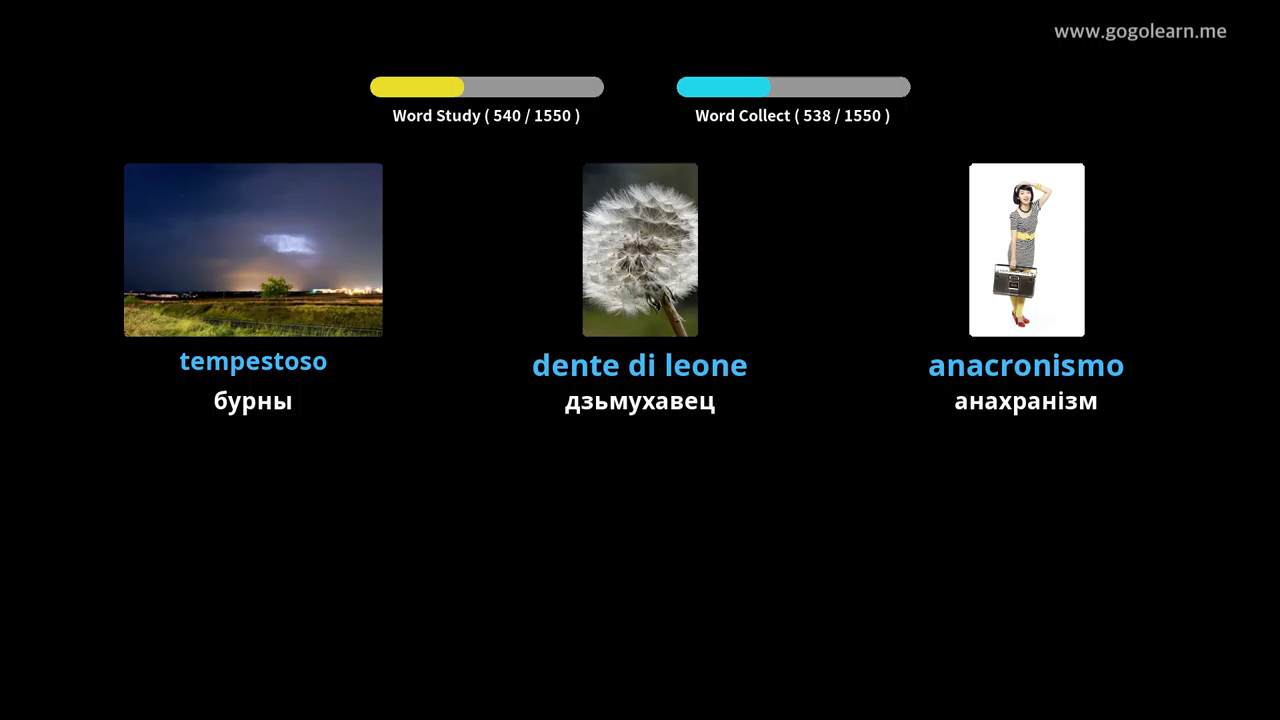 www.gogolearn.me
Word Study ( 540 / 1550 )
Word Collect ( 538 / 1550 )
tempestoso
dente di leone
anacronismo
бурны
дзьмухавец
анахранізм